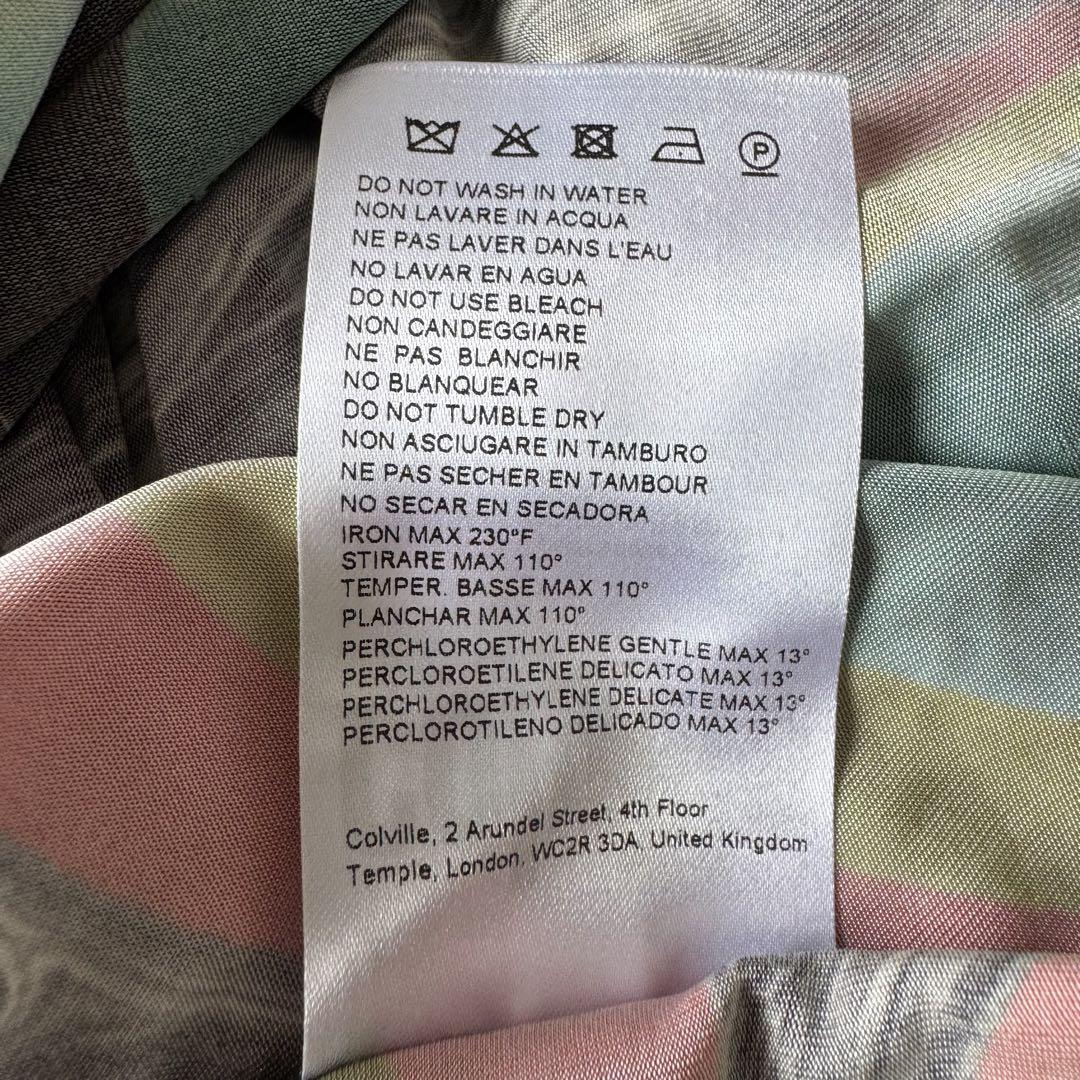 P
DO NOT WASH IN WATER
NON LAVARE IN ACQUA
NE PAS LAVER DANS L'EAU
NO LAVAR EN AGUA
DO NOT USE BLEACH
NON CANDEGGIARE
NE PAS BLANCHIR
NO BLANQUEAR
DO NOT TUMBLE DRY
NON ASCIUGARE IN TAMBURO
NE PAS SECHER EN TAMBOUR
NO SECAR EN SECADORA
IRON MAX 230°F
STIRARE MAX 110°
TEMPER. BASSE MAX 110°
PLANCHAR MAX 110°
PERCHLOROETHYLENE GENTLE MAX 13°
PERCLOROETILENE DELICATO MAX 13°
PERCHLOROETHYLENE DELICATE MAX 13°
PERCLOROTILENO DELICADO MAX 13°
Colville, 2 Arundel Street, 4th Floor
Temple, London, WC2R 3DA, United Kingdom